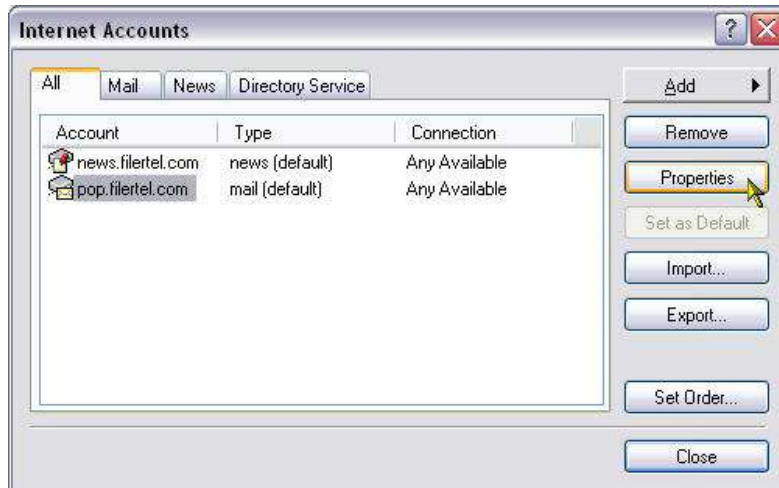 Internet Accounts
?
All Mail News Directory Service
Account Type Connection
news.filertel.com news (default) Any Available
pop.filertel.com mail (default) Any Available
Add
Remove
Properties
Set as Default
Import...
Export...
Set Order...
Close